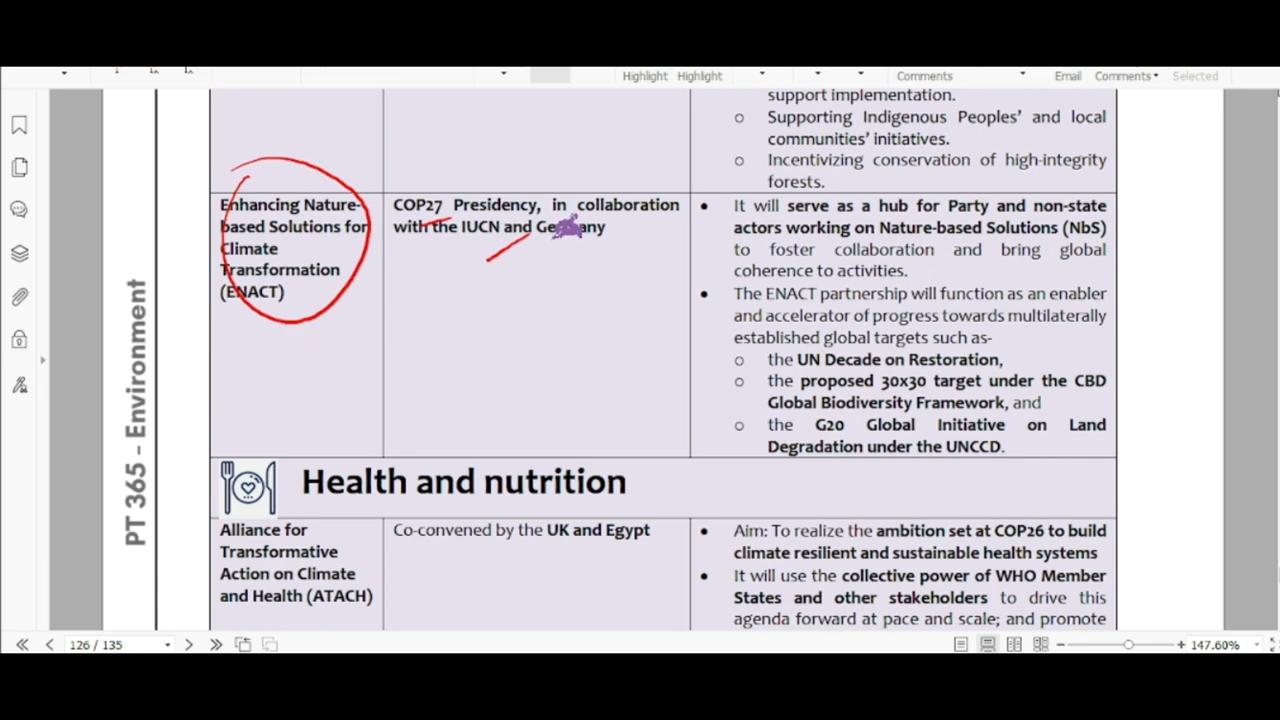 Highlight Highlight Comments Email Comments Selected
support implementation.
o Supporting Indigenous Peoples' and local
communities' initiatives.
o Incentivizing conservation of high-integrity
forests.
Enhancing Nature-
based Solutions for
Climate
Transformation
(ENACT)
COP27 Presidency, in collaboration
with the IUCN and Germany
• It will serve as a hub for Party and non-state
actors working on Nature-based Solutions (NbS)
to foster collaboration and bring global
coherence to activities.
• The ENACT partnership will function as an enabler
and accelerator of progress towards multilaterally
established global targets such as-
o the UN Decade on Restoration,
o the proposed 30x30 target under the CBD
Global Biodiversity Framework, and
o the G20 Global Initiative on Land
Degradation under the UNCCD.
Health and nutrition
Alliance for
Transformative
Action on Climate
and Health (ATACH)
Co-convened by the UK and Egypt
• Aim: To realize the ambition set at COP26 to build
climate resilient and sustainable health systems
• It will use the collective power of WHO Member
States and other stakeholders to drive this
agenda forward at pace and scale; and promote
PT 365 - Environment
126 / 135
147.60%